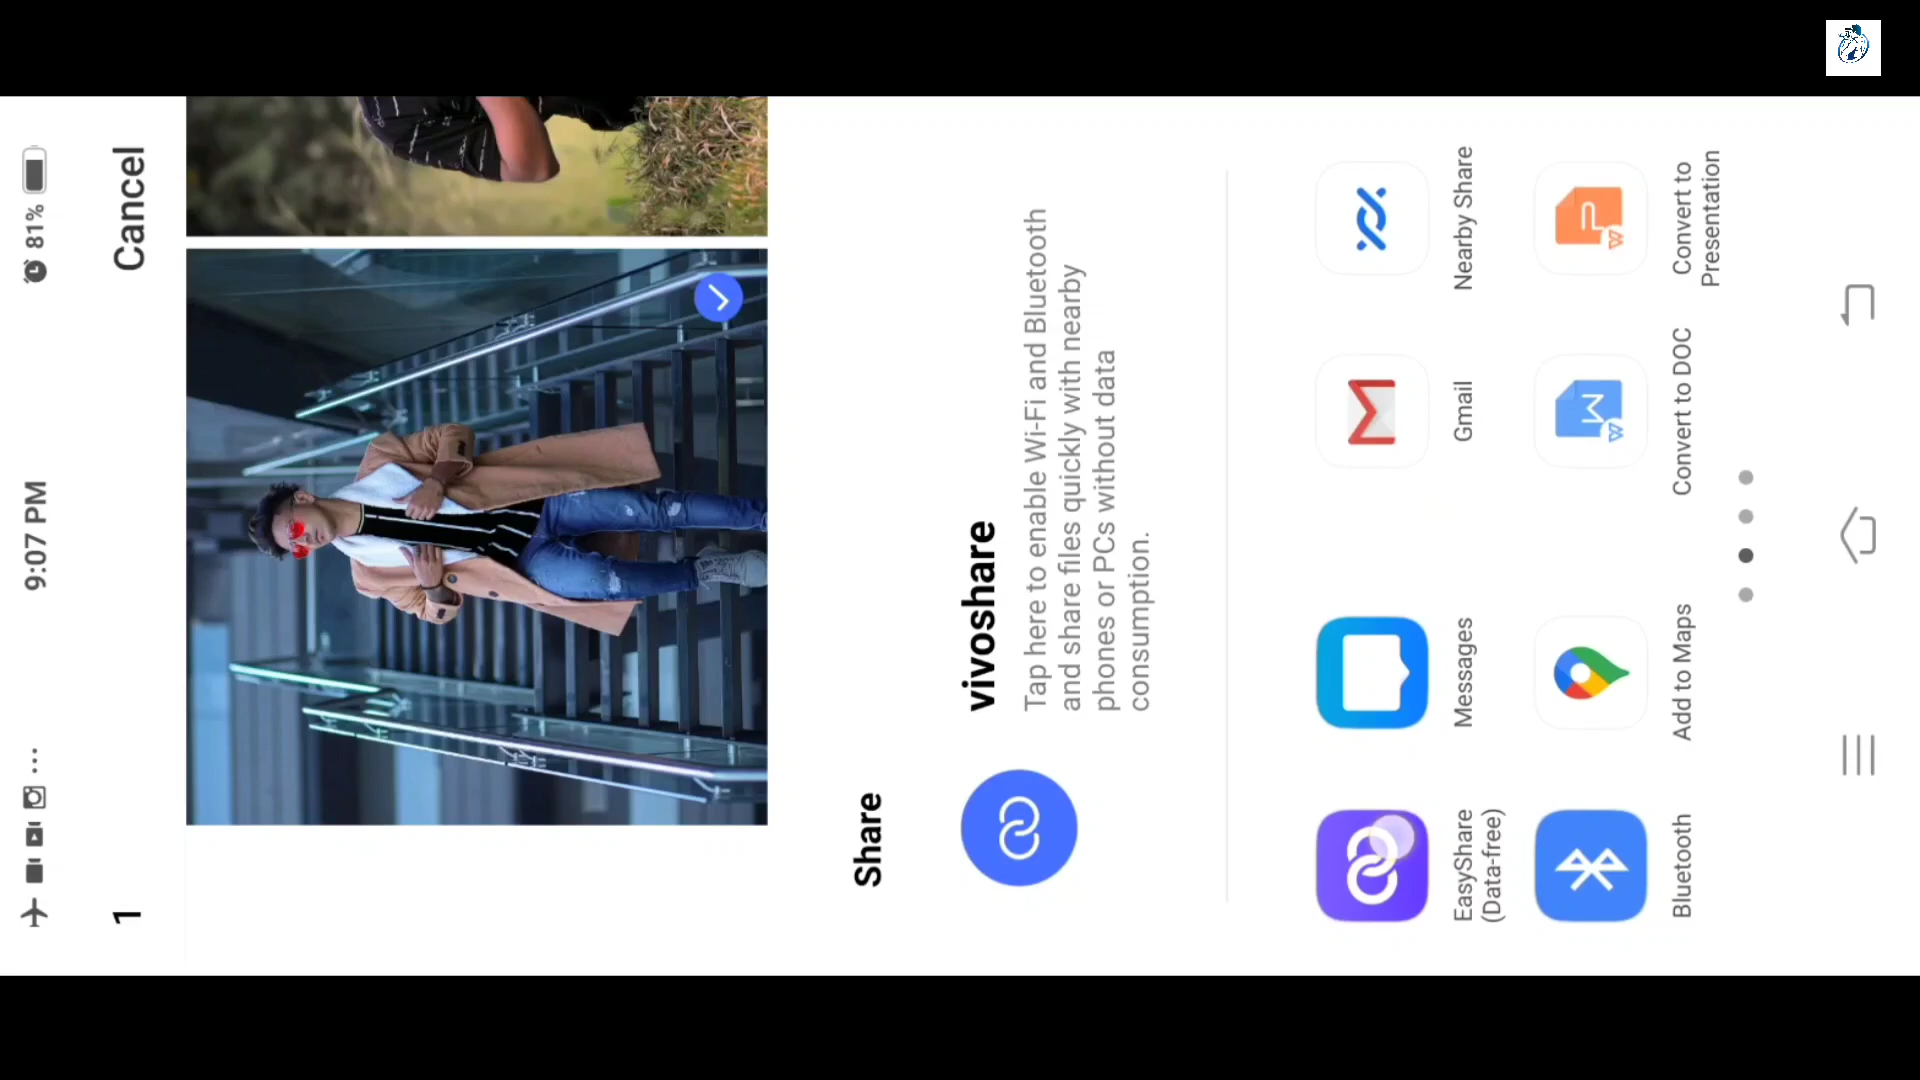 9:07 PM
81%
1
Cancel
Share
vivoshare
Tap here to enable Wi-Fi and Bluetooth
and share files quickly with nearby
phones or PCs without data
consumption.
EasyShare
(Data-free)
Messages
Gmail
Nearby Share
Bluetooth
Add to Maps
Convert to DOC
Convert to
Presentation